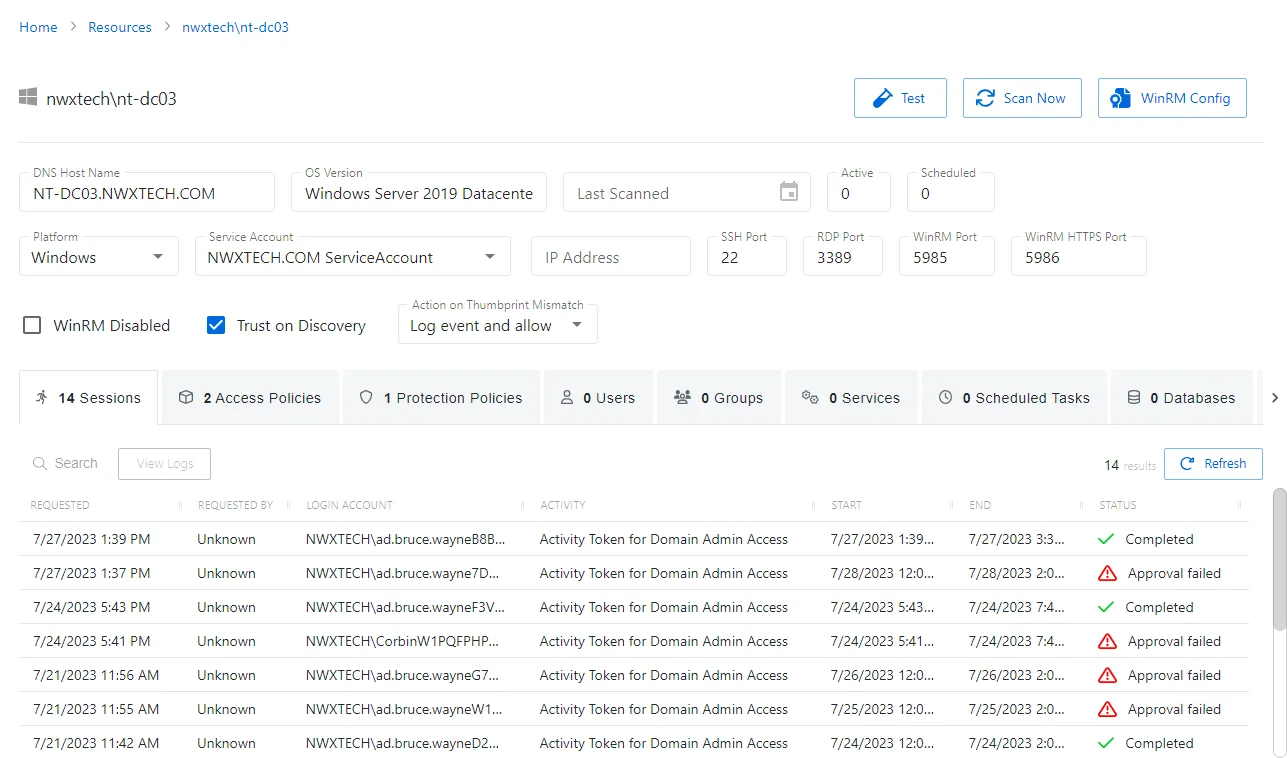 Home > Resources > nwxtech\nt-dc03
nwxtech\nt-dc03
Test
Scan Now
WinRM Config
DNS Host Name
NT-DC03.NWXTECH.COM
OS Version
Windows Server 2019 Datacente
Last Scanned
Active
0
Scheduled
0
Platform
Windows
Service Account
NWXTECH.COM ServiceAccount
IP Address
SSH Port
22
RDP Port
3389
WinRM Port
5985
WinRM HTTPS Port
5986
WinRM Disabled
Trust on Discovery
Action on Thumbprint Mismatch
Log event and allow
14 Sessions
2 Access Policies
1 Protection Policies
0 Users
0 Groups
0 Services
0 Scheduled Tasks
0 Databases
Search
View Logs
14 results
Refresh
REQUESTED REQUESTED BY LOGIN ACCOUNT ACTIVITY START END STATUS
7/27/2023 1:39 PM Unknown NWXTECH\ad.bruce.wayneB8B... Activity Token for Domain Admin Access 7/27/2023 1:39... 7/27/2023 3:3... Completed
7/27/2023 1:37 PM Unknown NWXTECH\ad.bruce.wayne7D... Activity Token for Domain Admin Access 7/28/2023 12:0... 7/28/2023 2:0... Approval failed
7/24/2023 5:43 PM Unknown NWXTECH\ad.bruce.wayneF3V... Activity Token for Domain Admin Access 7/24/2023 5:43... 7/24/2023 7:4... Completed
7/24/2023 5:41 PM Unknown NWXTECH\CorbinW1PQFPHP... Activity Token for Domain Admin Access 7/24/2023 5:41... 7/24/2023 7:4... Approval failed
7/21/2023 11:56 AM Unknown NWXTECH\ad.bruce.wayneG7... Activity Token for Domain Admin Access 7/26/2023 12:0... 7/26/2023 2:0... Approval failed
7/21/2023 11:55 AM Unknown NWXTECH\ad.bruce.wayneW1... Activity Token for Domain Admin Access 7/25/2023 12:0... 7/25/2023 2:0... Approval failed
7/21/2023 11:42 AM Unknown NWXTECH\ad.bruce.wayneD2... Activity Token for Domain Admin Access 7/24/2023 12:0... 7/24/2023 2:0... Completed